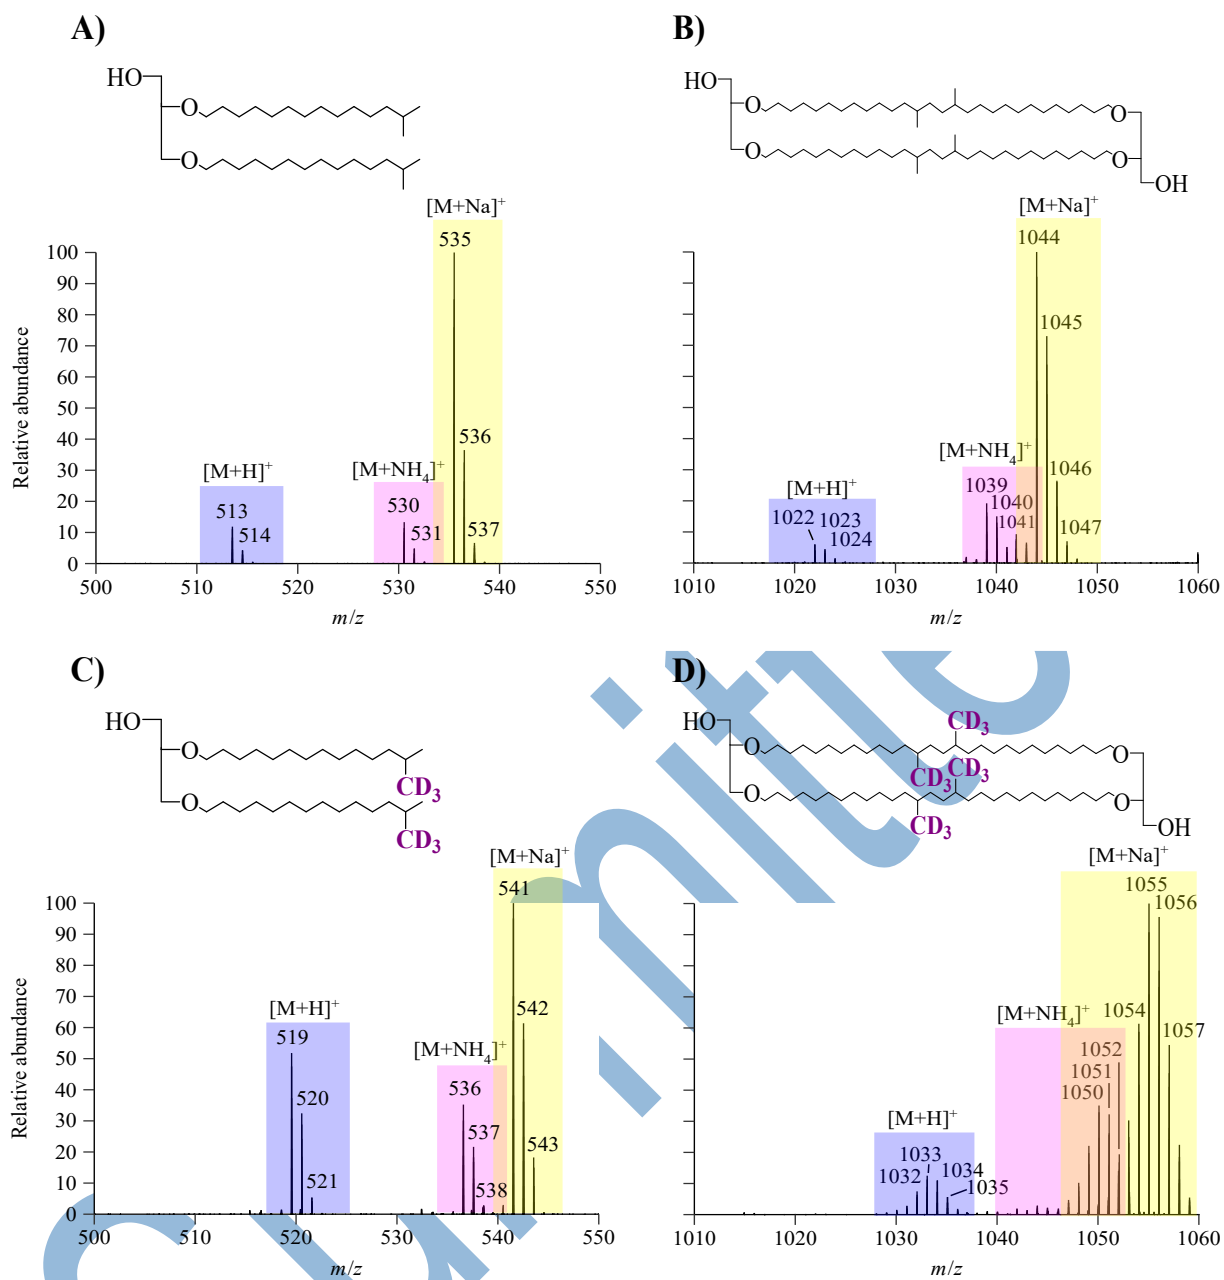 A)
HO
O
O
[M+Na]⁺
535
536
537
[M+NH₄]⁺
530
531
[M+H]⁺
513
514
Relative abundance
100
90
80
70
60
50
40
30
20
10
0
500
510
520
530
540
550
m/z
B)
HO
O
O
O
O
OH
[M+Na]⁺
1044
1045
1046
1047
[M+NH₄]⁺
1039
1040
1041
[M+H]⁺
1022
1023
1024
1010
1020
1030
1040
1050
1060
m/z
C)
HO
O
CD₃
O
CD₃
[M+Na]⁺
541
542
543
[M+NH₄]⁺
536
537
538
[M+H]⁺
519
520
521
Relative abundance
100
90
80
70
60
50
40
30
20
10
0
500
510
520
530
540
550
m/z
D)
HO
CD₃
O
O
CD₃
CD₃
O
O
CD₃
OH
[M+Na]⁺
1055
1056
1054
1057
[M+NH₄]⁺
1052
1051
1050
[M+H]⁺
1033
1032
1034
1035
1010
1020
1030
1040
1050
1060
m/z